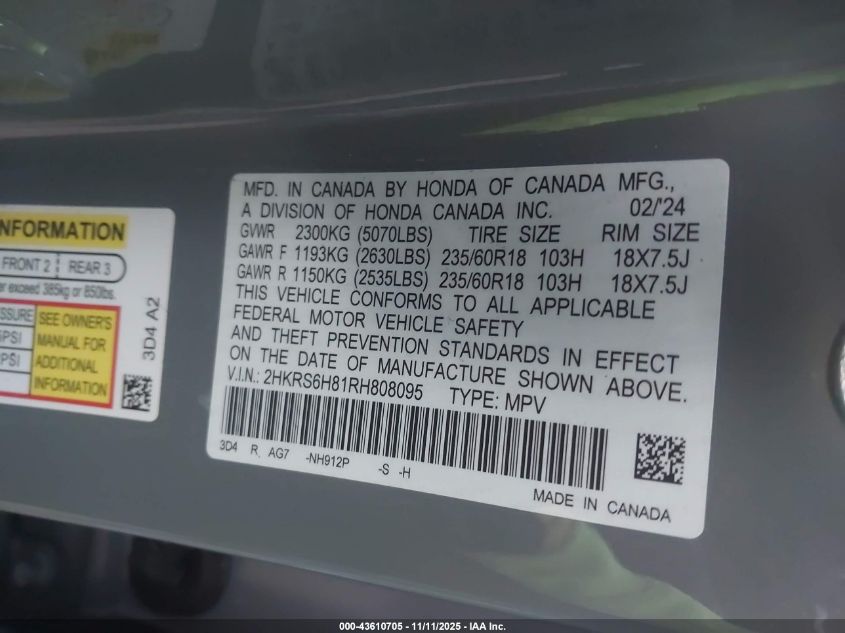 NFORMATION
FRONT 2 REAR 3
er exceed 385kg or 850lbs.
SSURE SEE OWNER'S
PSI MANUAL FOR
PSI ADDITIONAL
INFORMATION
3D4 A2
MFD. IN CANADA BY HONDA OF CANADA MFG.,
A DIVISION OF HONDA CANADA INC. 02/'24
GVWR 2300KG (5070LBS) TIRE SIZE RIM SIZE
GAWR F 1193KG (2630LBS) 235/60R18 103H 18X7.5J
GAWR R 1150KG (2535LBS) 235/60R18 103H 18X7.5J
THIS VEHICLE CONFORMS TO ALL APPLICABLE
FEDERAL MOTOR VEHICLE SAFETY
AND THEFT PREVENTION STANDARDS IN EFFECT
ON THE DATE OF MANUFACTURE SHOWN ABOVE.
V.I.N.: 2HKRS6H81RH808095 TYPE: MPV
3D4 R AG7 -NH912P -S -H
MADE IN CANADA
000-43610705 - 11/11/2025 - IAA Inc.